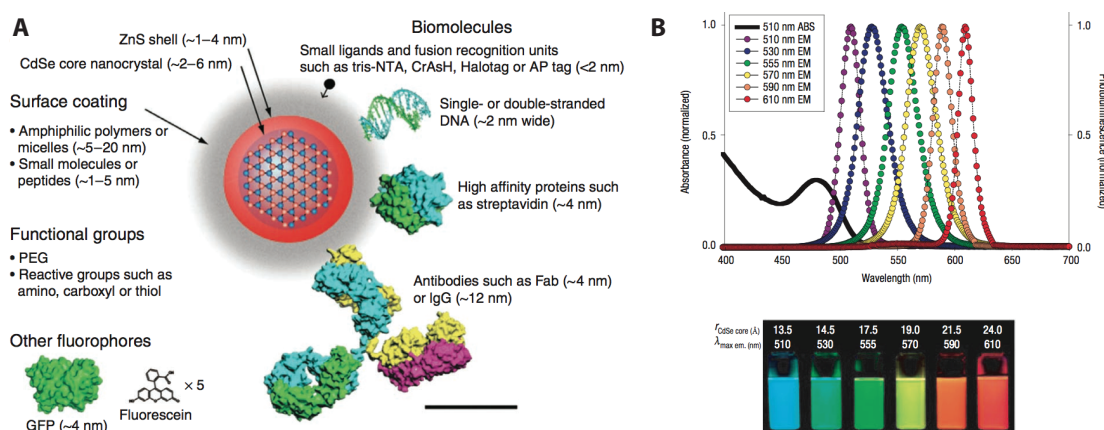 A
ZnS shell (~1–4 nm)
CdSe core nanocrystal (~2–6 nm)
Surface coating
• Amphiphilic polymers or
micelles (~5–20 nm)
• Small molecules or
peptides (~1–5 nm)
Functional groups
• PEG
• Reactive groups such as
amino, carboxyl or thiol
Other fluorophores
GFP (~4 nm)
× 5
Fluorescein
Biomolecules
Small ligands and fusion recognition units
such as tris-NTA, CrAsH, Halotag or AP tag (<2 nm)
Single- or double-stranded
DNA (~2 nm wide)
High affinity proteins such
as streptavidin (~4 nm)
Antibodies such as Fab (~4 nm)
or IgG (~12 nm)
B
510 nm ABS
510 nm EM
530 nm EM
555 nm EM
570 nm EM
590 nm EM
610 nm EM
Absorbance (normalized)
1.0
0.5
0.0
1.0
0.5
0.0
400 450 500 550 600 650 700
Wavelength (nm)
rCdSe core (Å) 13.5 14.5 17.5 19.0 21.5 24.0
λmax em. (nm) 510 530 555 570 590 610